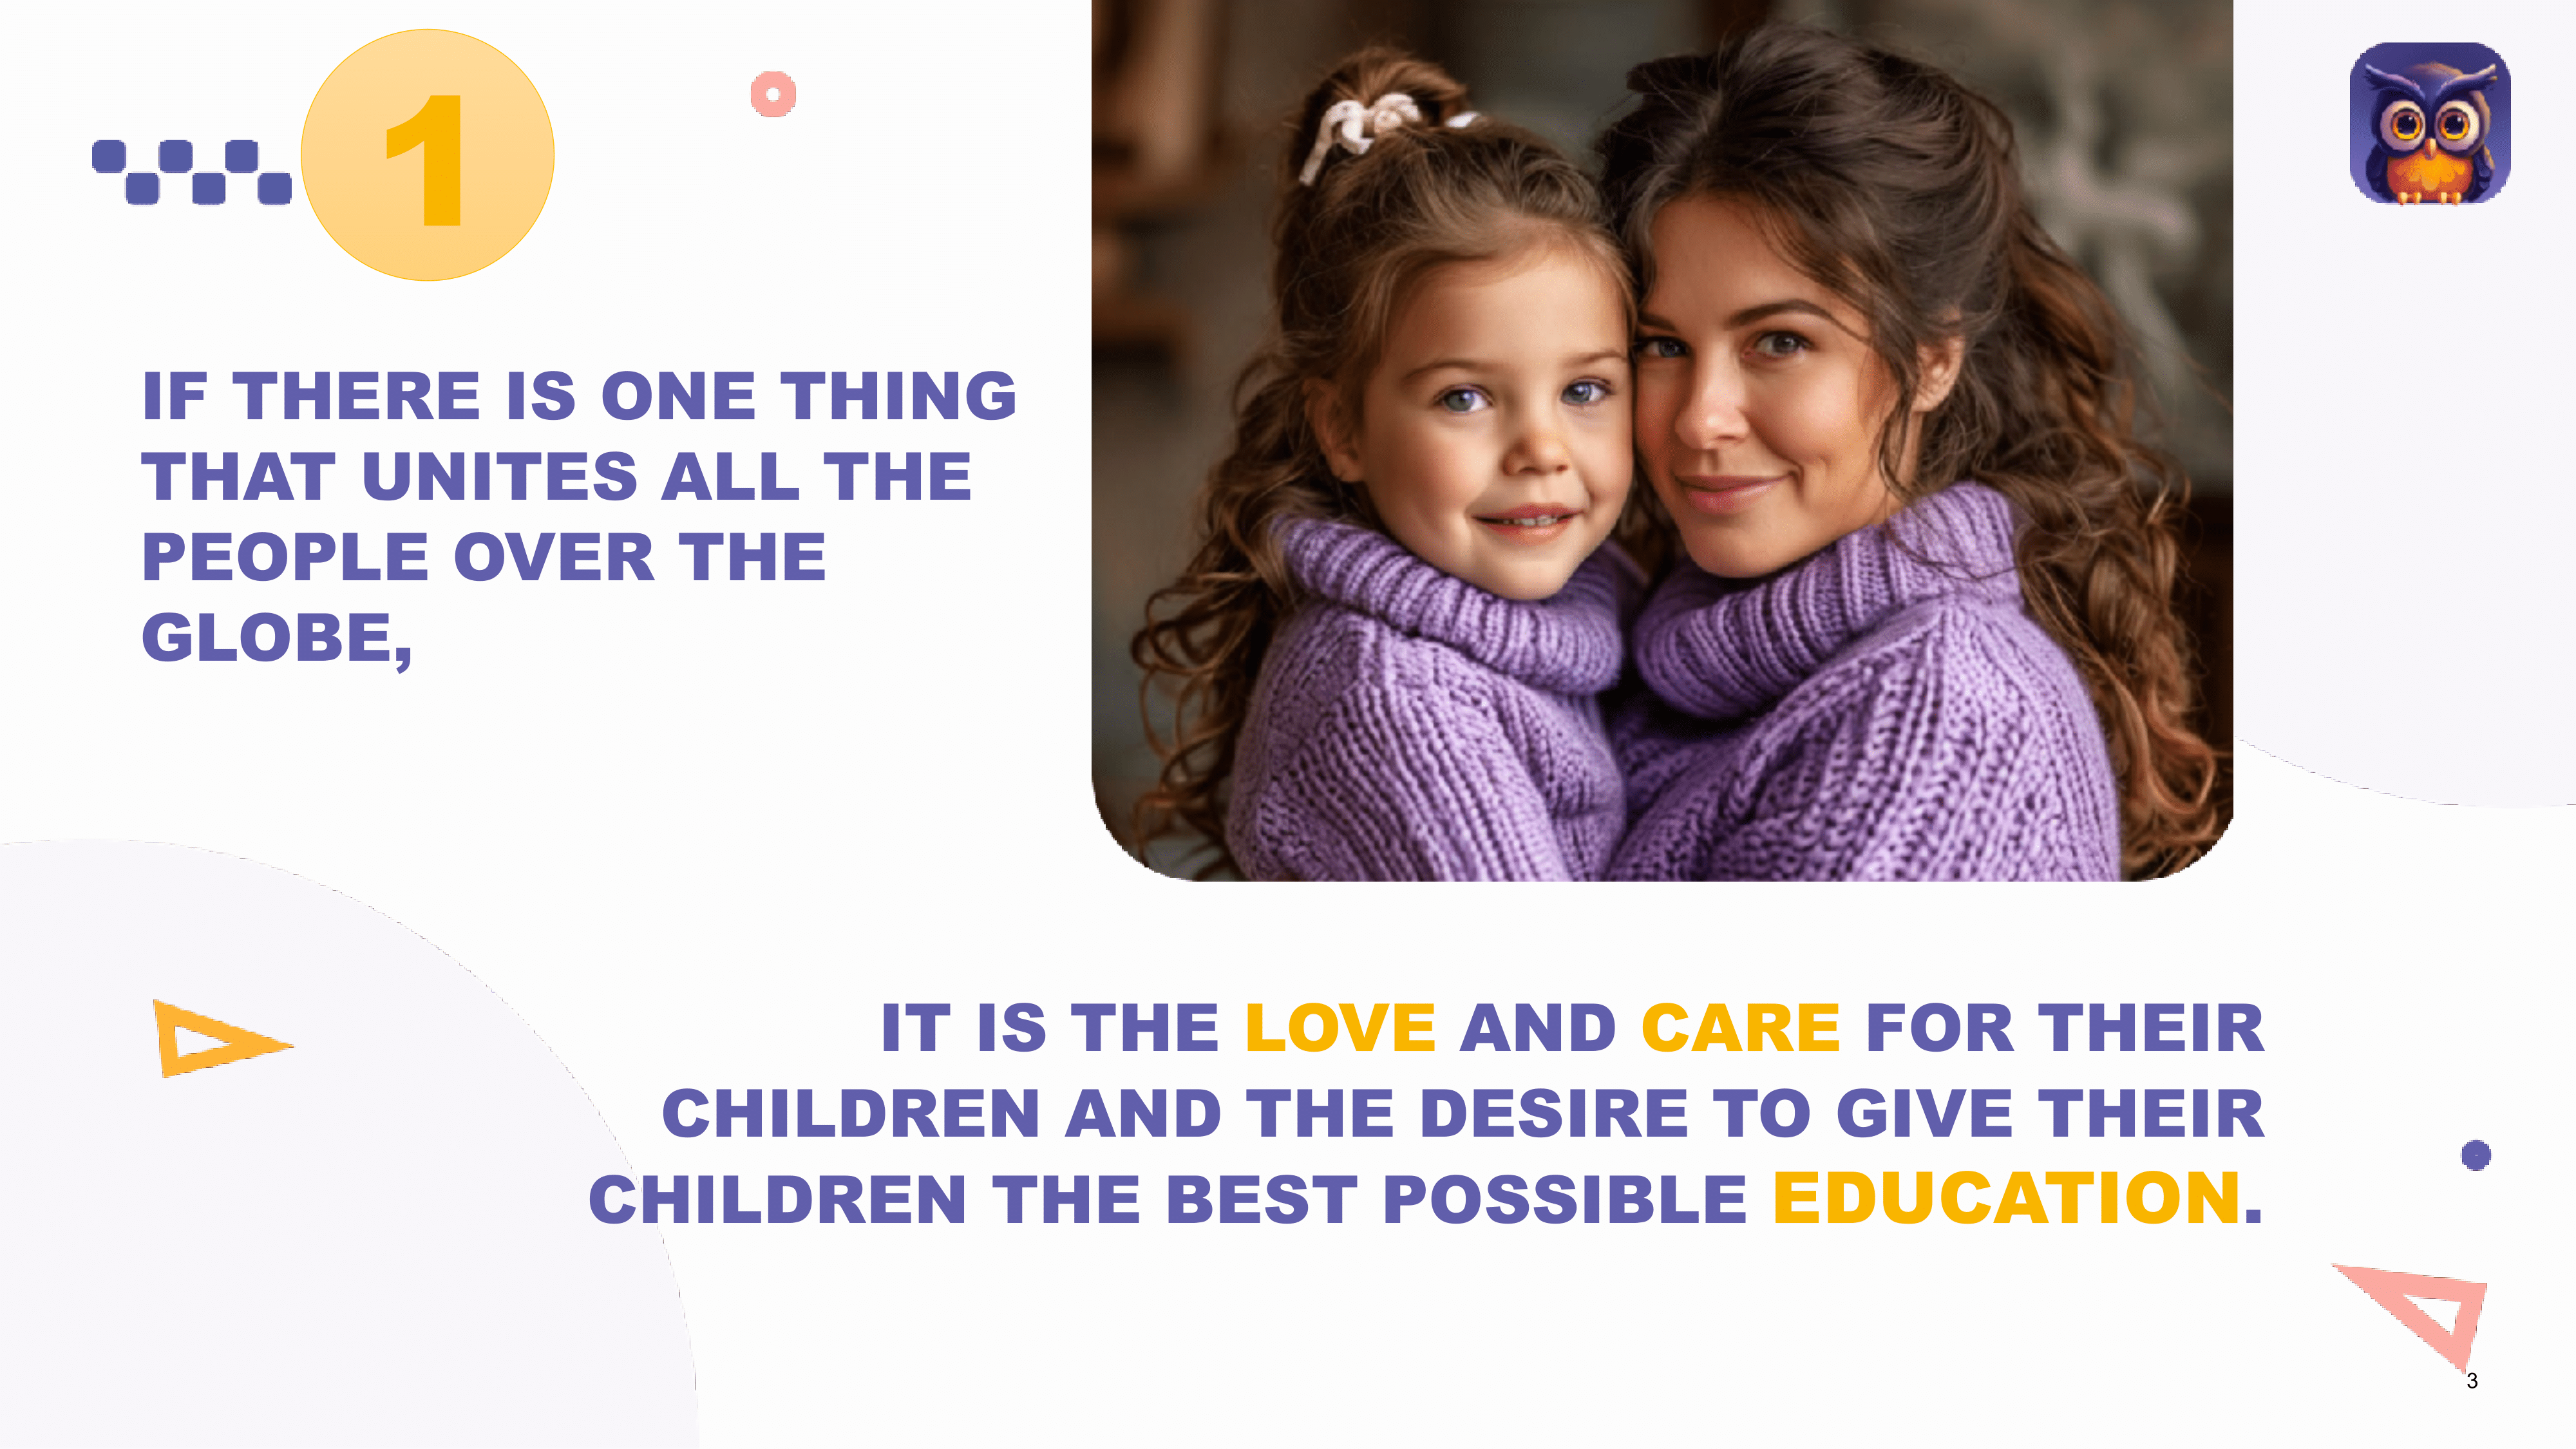 1
IF THERE IS ONE THING
THAT UNITES ALL THE
PEOPLE OVER THE
GLOBE,
IT IS THE LOVE AND CARE FOR THEIR
CHILDREN AND THE DESIRE TO GIVE THEIR
CHILDREN THE BEST POSSIBLE EDUCATION.
3